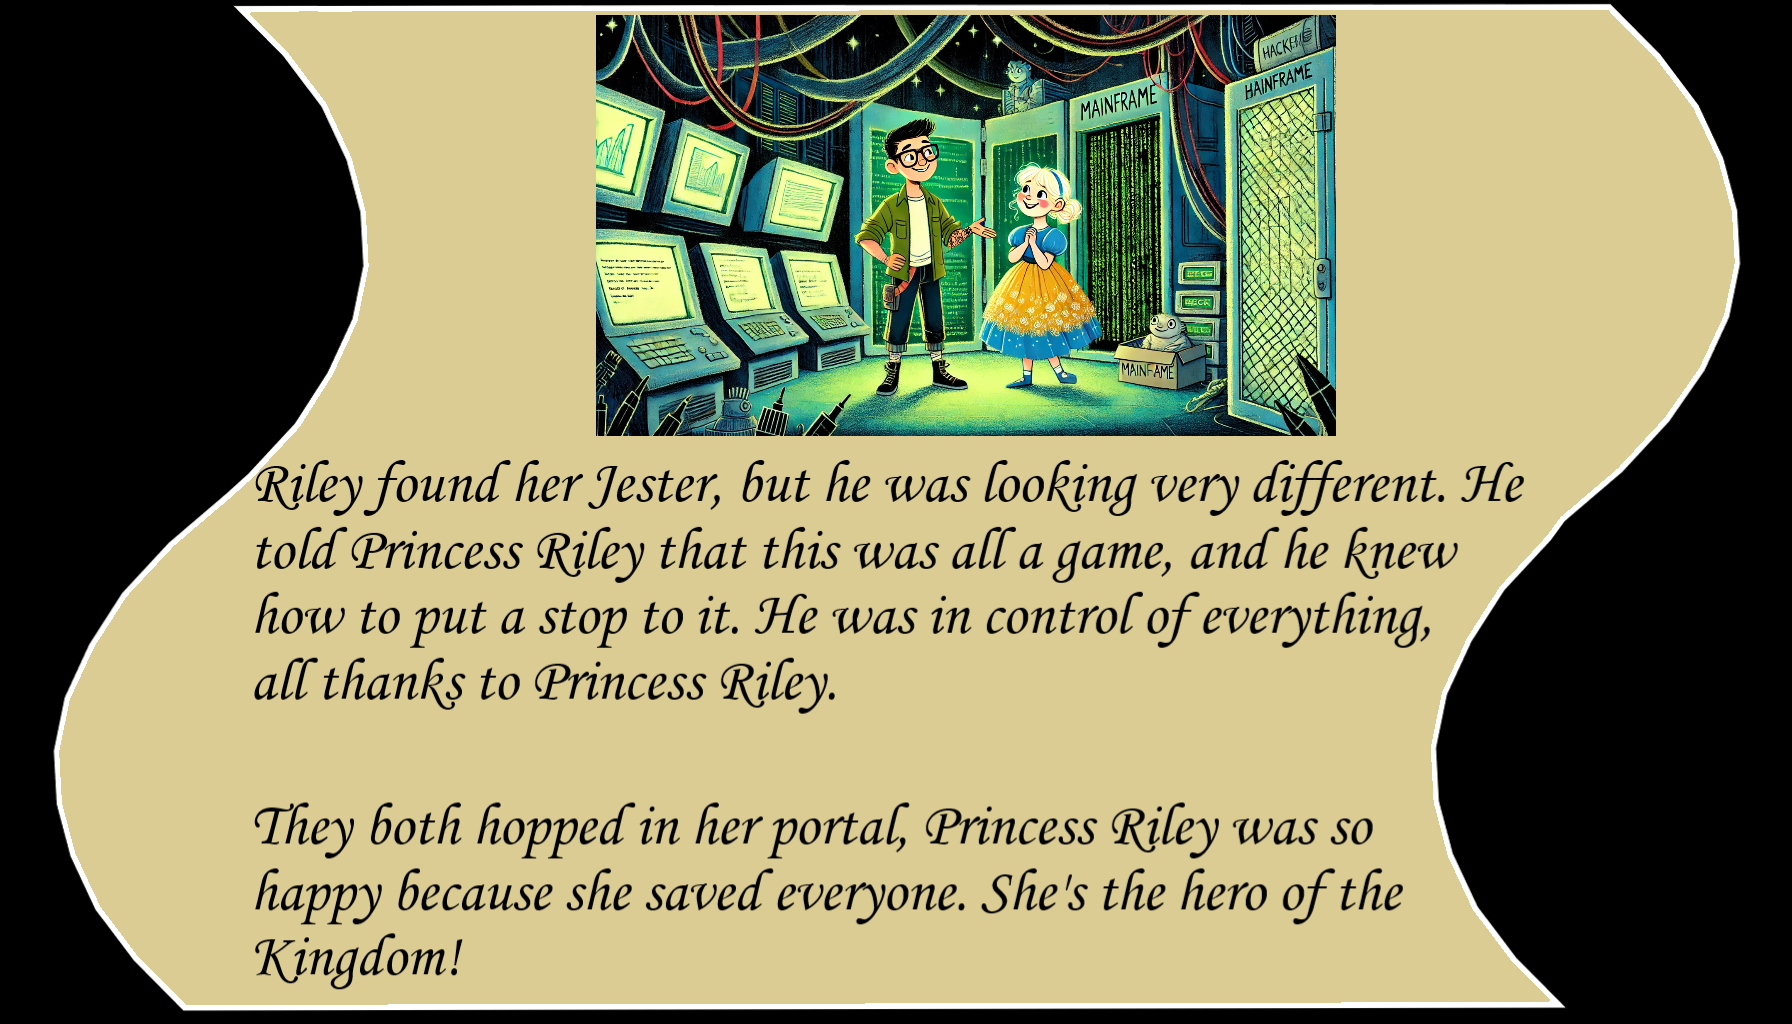 HACKE
MAINFRAME
HAINFRAME
MAINFAME
Riley found her Jester, but he was looking very different. He
told Princess Riley that this was all a game, and he knew
how to put a stop to it. He was in control of everything,
all thanks to Princess Riley.
They both hopped in her portal, Princess Riley was so
happy because she saved everyone. She's the hero of the
Kingdom!